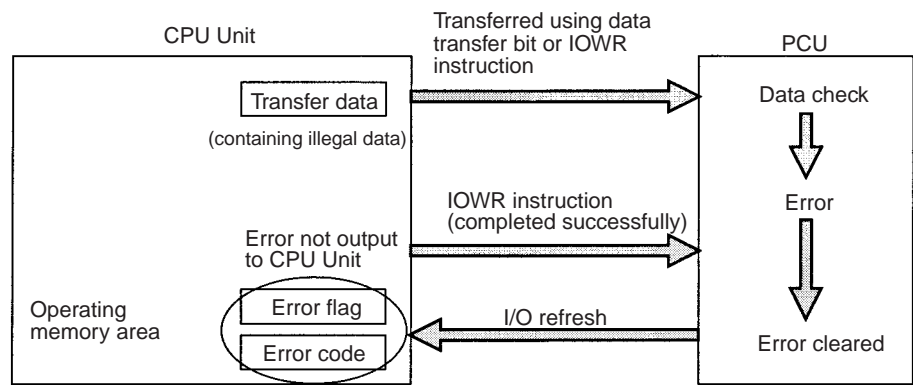 CPU Unit
Transferred using data
transfer bit or IOWR
instruction
PCU
Transfer data
(containing illegal data)
Data check
IOWR instruction
(completed successfully)
Error
Error not output
to CPU Unit
Operating
memory area
Error flag
Error code
I/O refresh
Error cleared